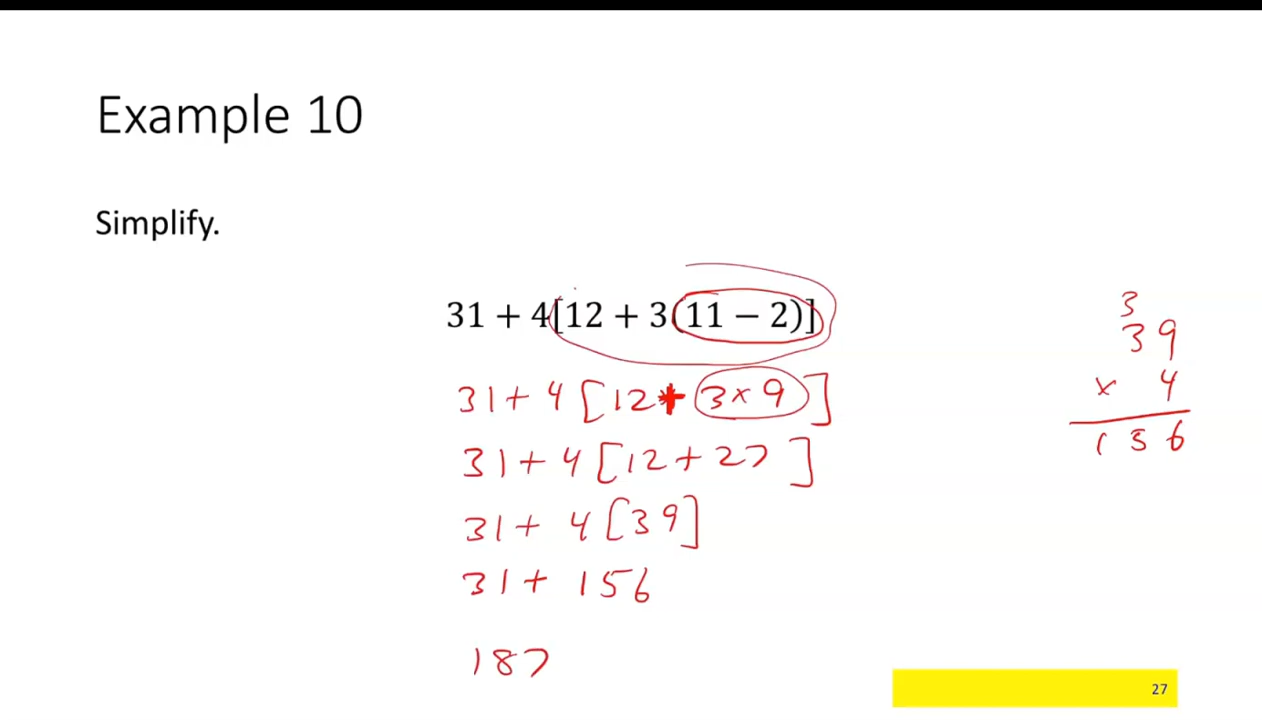 Example 10
Simplify.
31 + 4[12 + 3(11 − 2)]
31 + 4 [12 + 3 × 9]
31 + 4 [12 + 27]
31 + 4 [39]
31 + 156
187
3
39
× 4
156
27